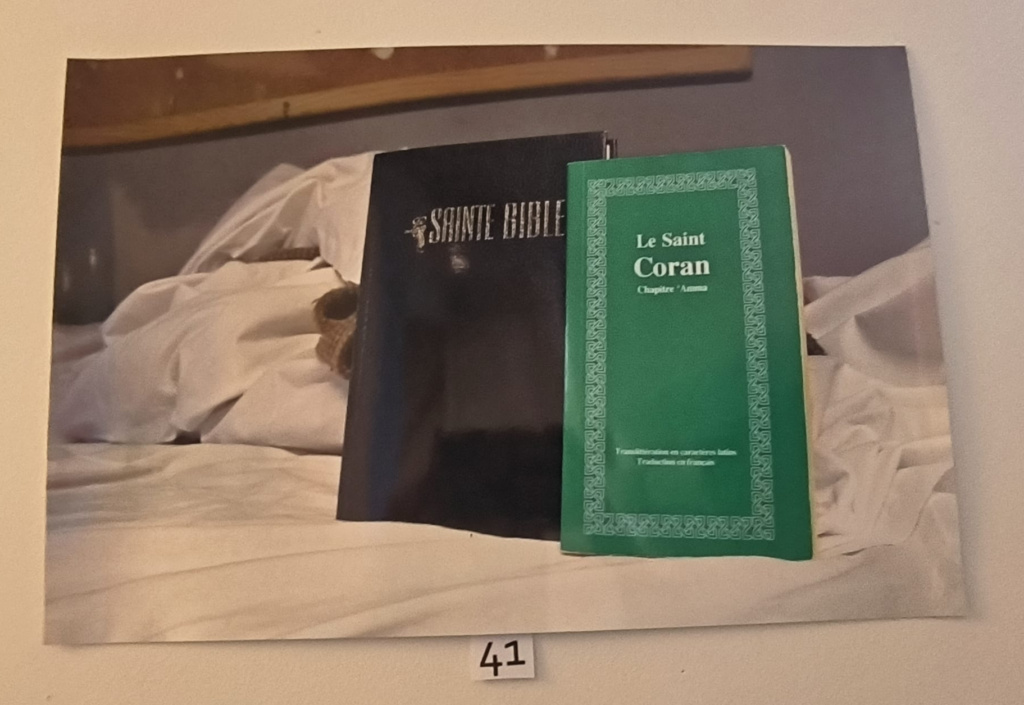 SAINTE BIBLE
Le Saint
Coran
Chapitre 'Amma
Translittération en caractères latins
Traduction en français
41